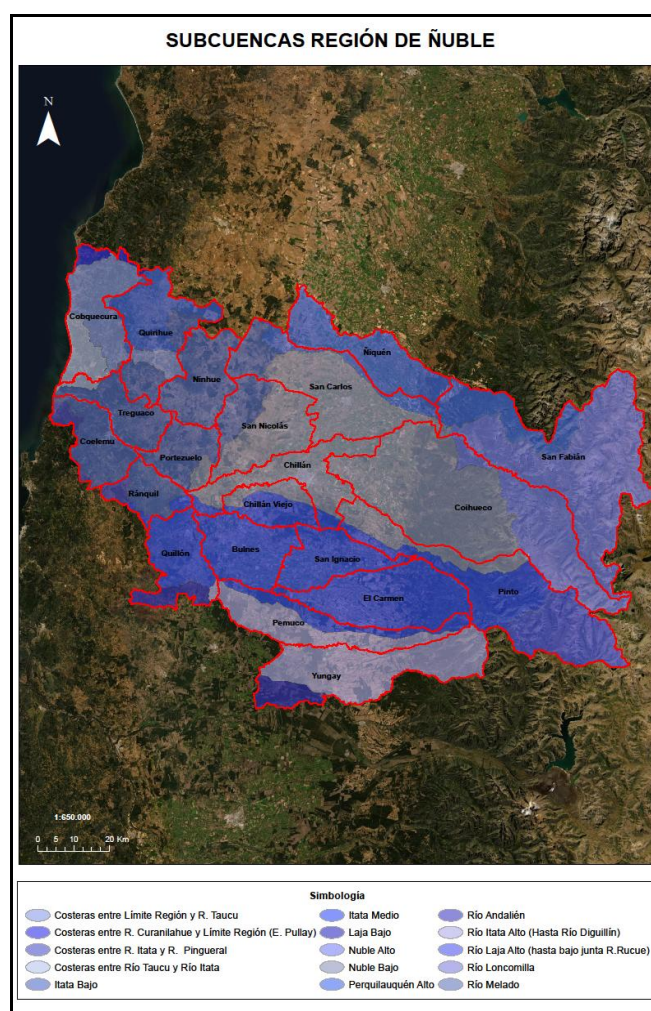 SUBCUENCAS REGIÓN DE ÑUBLE
N
Cobquecura
Quirihue
Ñiquén
Ninhue
San Carlos
Treguaco
San Nicolás
Coelemu
Portezuelo
San Fabián
Chillán
Ránquil
Chillán Viejo
Coihueco
Quillón
Bulnes
San Ignacio
El Carmen
Pinto
Pemuco
Yungay
1:650.000
0 5 10 20 Km
Simbología
Costeras entre Límite Región y R. Taucu
Costeras entre R. Curanilahue y Límite Región (E. Pullay)
Costeras entre R. Itata y R. Pingueral
Costeras entre Río Taucu y Río Itata
Itata Bajo
Itata Medio
Laja Bajo
Nuble Alto
Nuble Bajo
Perquilauquén Alto
Río Andalién
Río Itata Alto (Hasta Río Diguillín)
Río Laja Alto (hasta bajo junta R.Rucue)
Río Loncomilla
Río Melado